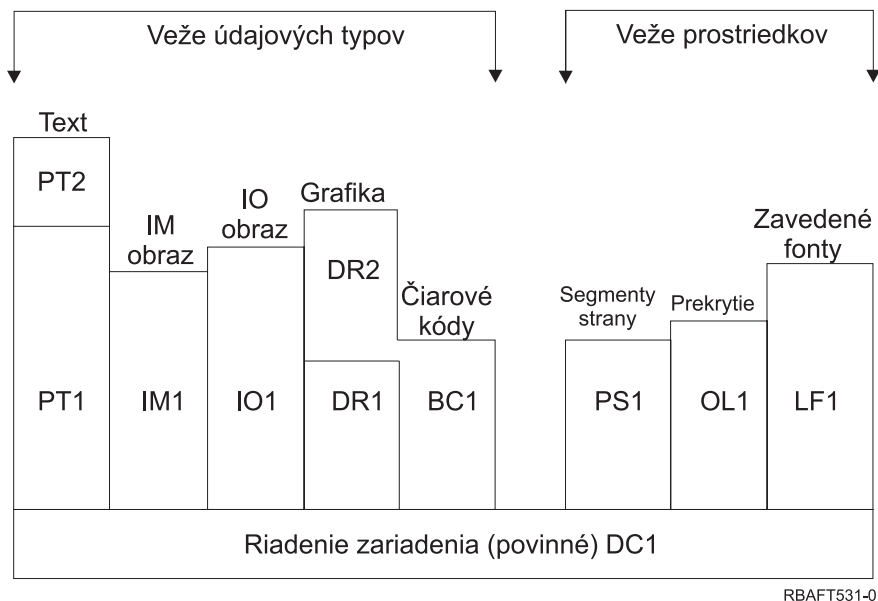 Veže údajových typov
Veže prostriedkov
Text
PT2
IM
obraz
IO
obraz
Grafika
DR2
Čiarové
kódy
Segmenty
strany
Prekrytie
Zavedené
fonty
PT1
IM1
IO1
DR1
BC1
PS1
OL1
LF1
Riadenie zariadenia (povinné) DC1
RBAFT531-0